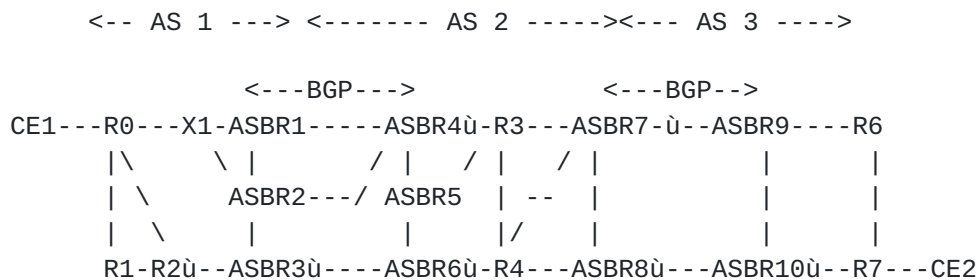 <-- AS 1 ---> <------- AS 2 -----><--- AS 3 ---->
<---BGP---> <---BGP-->
CE1---R0---X1-ASBR1-----ASBR4ù-R3---ASBR7-ù--ASBR9----R6
|\ \ | / | / | / | | |
| \ ASBR2---/ ASBR5 | -- | | |
| \ | | |/ | | |
R1-R2ù--ASBR3ù----ASBR6ù-R4---ASBR8ù---ASBR10ù--R7---CE2